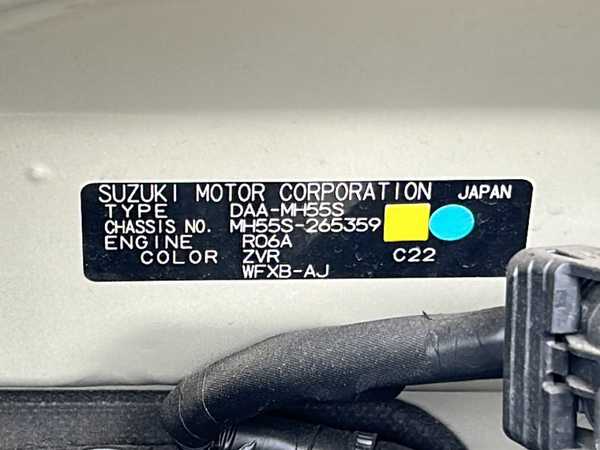 SUZUKI MOTOR CORPORATION JAPAN
TYPE DAA-MH55S
CHASSIS NO. MH55S-265359
ENGINE R06A
COLOR ZVR C22
WFXB-AJ